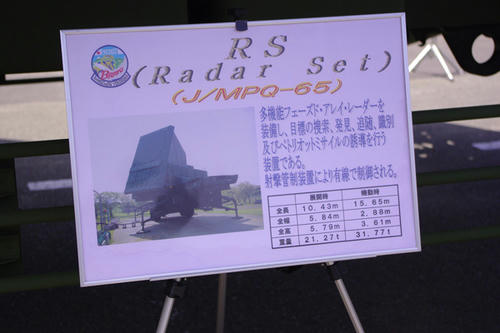 RS
(Radar Set)
(J/MPQ-65)
多機能フェーズド・アレイ・レーダーを
装備し、目標の捜索、発見、追随、識別
及びペトリオットミサイルの誘導を行う
装置である。
射撃管制装置により有線で制御される。
展開時 機動時
全長 10.43m 15.65m
全幅 5.84m 2.88m
全高 5.79m 3.61m
重量 21.27t 31.77t